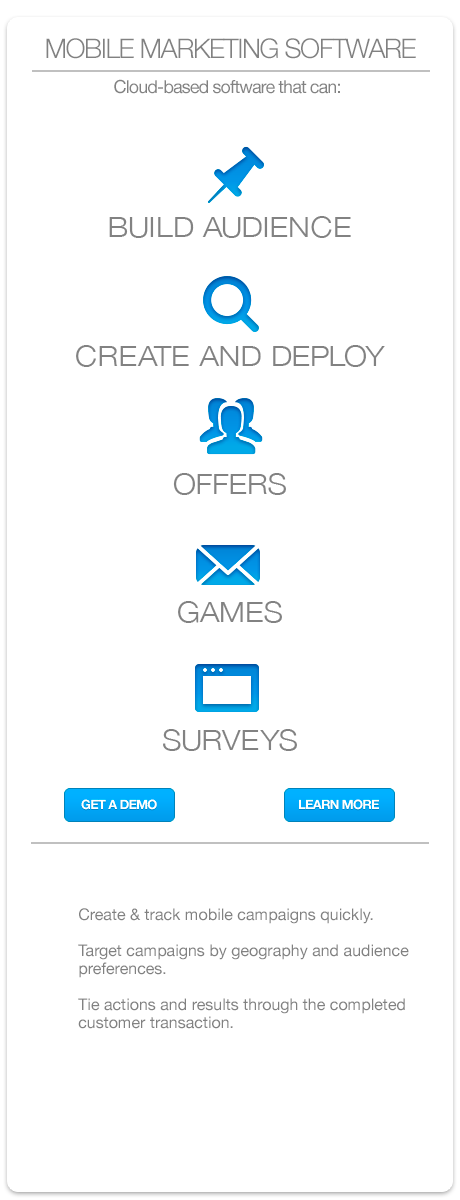 MOBILE MARKETING SOFTWARE
Cloud-based software that can:
BUILD AUDIENCE
CREATE AND DEPLOY
OFFERS
GAMES
SURVEYS
GET A DEMO
LEARN MORE
Create & track mobile campaigns quickly.
Target campaigns by geography and audience
preferences.
Tie actions and results through the completed
customer transaction.